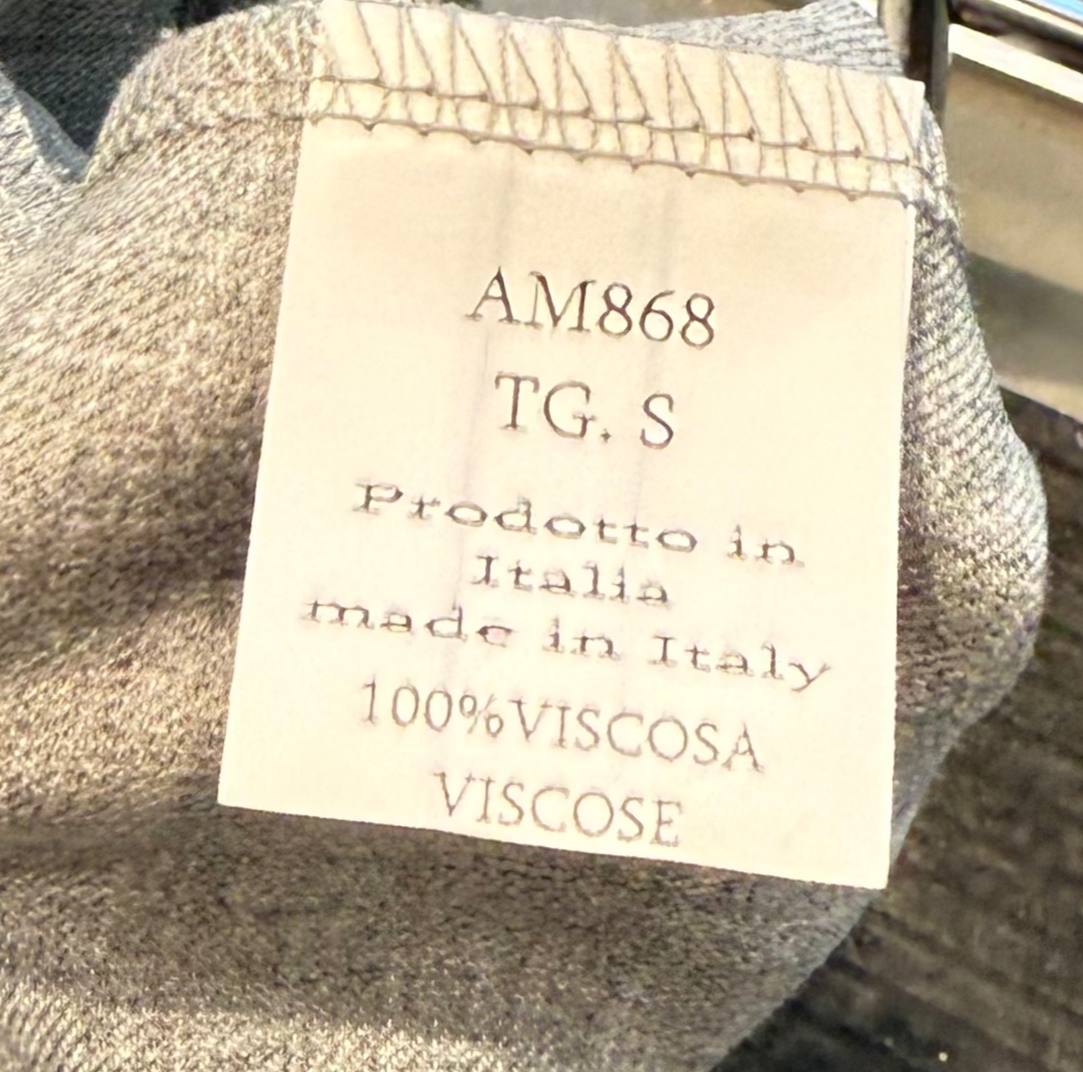 AM868
TG. S
Prodotto in
Italia
made in Italy
100%VISCOSA
VISCOSE